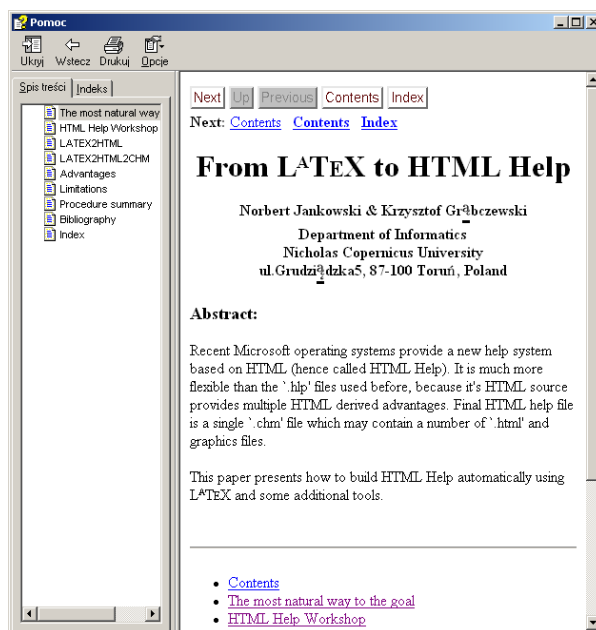 Pomoc
Ukryj Wstecz Drukuj Opcje
Spis treści Indeks
The most natural way
HTML Help Workshop
LATEX2HTML
LATEX2HTML2CHM
Advantages
Limitations
Procedure summary
Bibliography
Index
Next Up Previous Contents Index
Next: Contents Contents Index
From LATEX to HTML Help
Norbert Jankowski & Krzysztof Grąbczewski
Department of Informatics
Nicholas Copernicus University
ul.Grudziądzka5, 87-100 Toruń, Poland
Abstract:
Recent Microsoft operating systems provide a new help system
based on HTML (hence called HTML Help). It is much more
flexible than the `.hlp' files used before, because it's HTML source
provides multiple HTML derived advantages. Final HTML help file
is a single `.chm' file which may contain a number of `.html' and
graphics files.
This paper presents how to build HTML Help automatically using
LATEX and some additional tools.
Contents
The most natural way to the goal
HTML Help Workshop